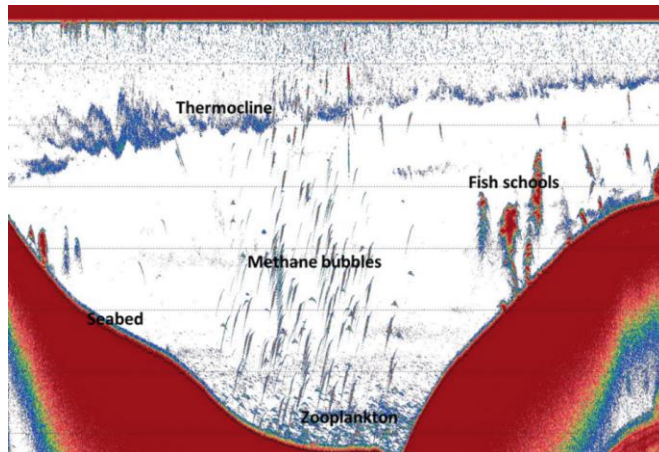 Thermocline
Fish schools
Methane bubbles
Seabed
Zooplankton